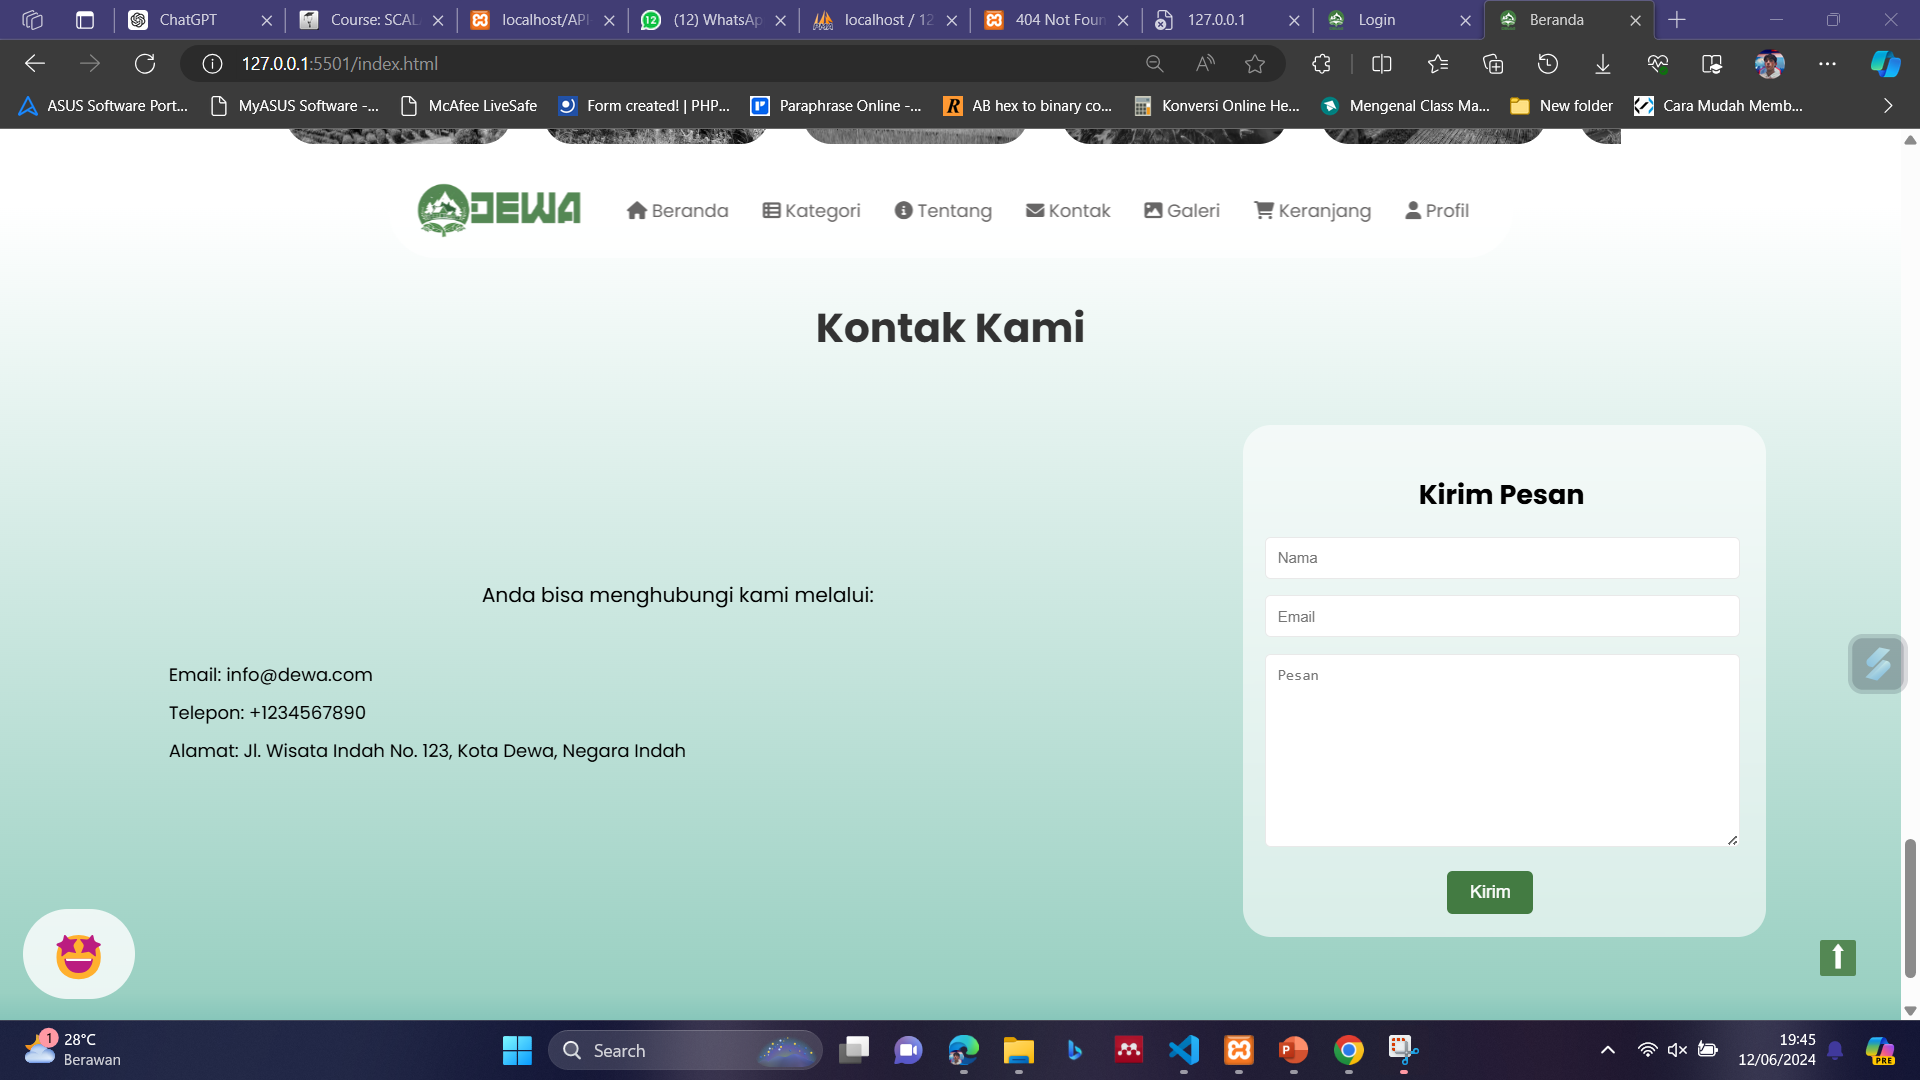 ChatGPT
Course: SCAL
localhost/API
(12) WhatsAp
localhost / 12
404 Not Foun
127.0.0.1
Login
Beranda
127.0.0.1:5501/index.html
ASUS Software Port...
MyASUS Software -...
McAfee LiveSafe
Form created! | PHP...
Paraphrase Online -...
AB hex to binary co...
Konversi Online He...
Mengenal Class Ma...
New folder
Cara Mudah Memb...
DEWA
Beranda
Kategori
Tentang
Kontak
Galeri
Keranjang
Profil
Kontak Kami
Anda bisa menghubungi kami melalui:
Email: info@dewa.com
Telepon: +1234567890
Alamat: Jl. Wisata Indah No. 123, Kota Dewa, Negara Indah
Kirim Pesan
Nama
Email
Pesan
Kirim
1
28°C
Berawan
Search
19:45
12/06/2024
PRE